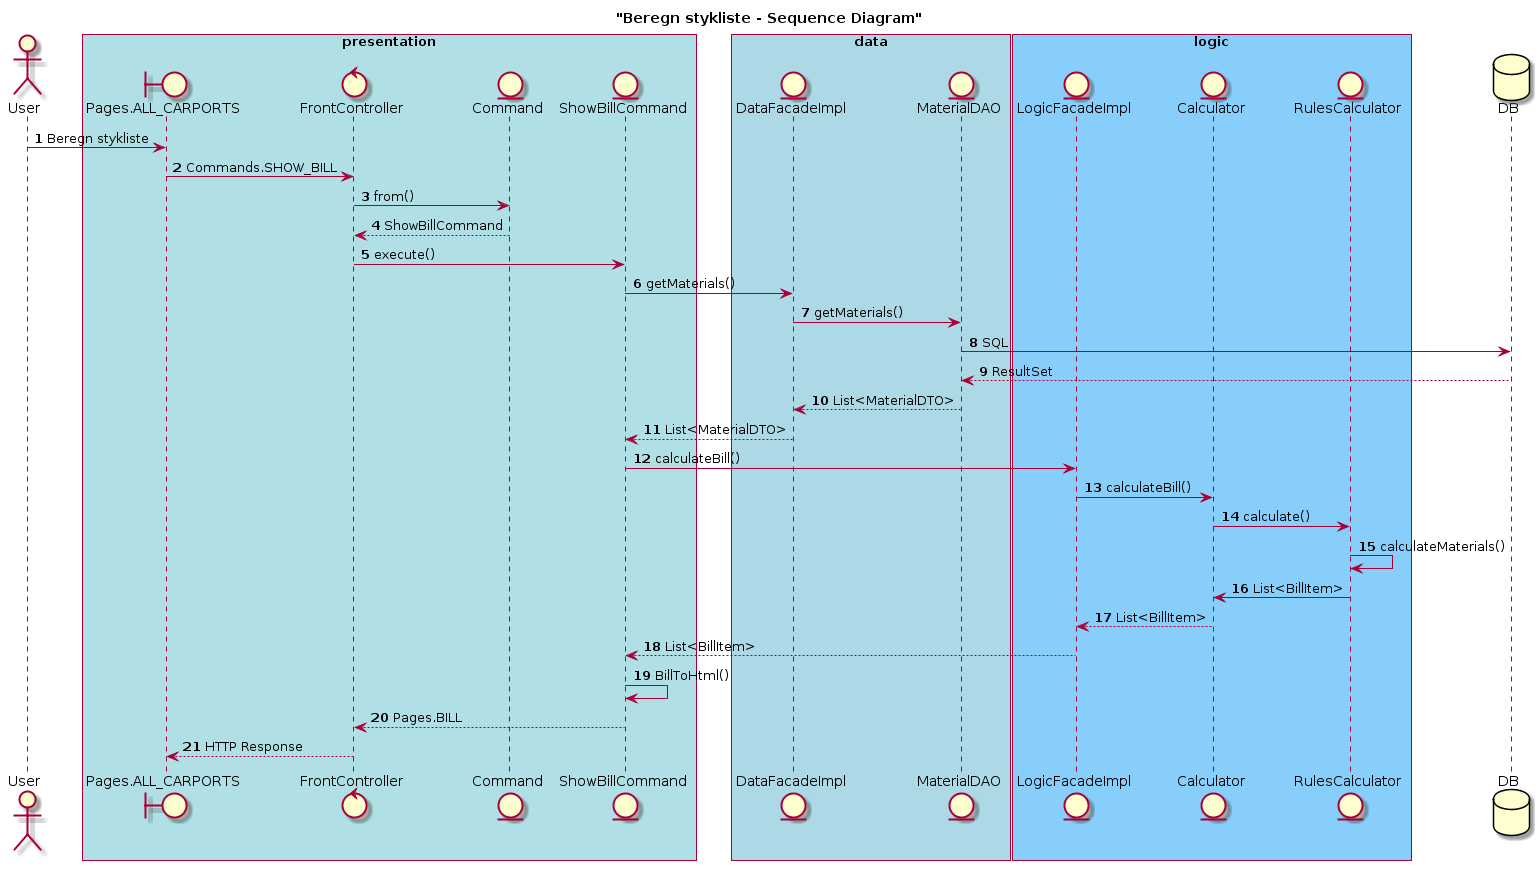 "Beregn stykliste - Sequence Diagram"
presentation
data
logic
User
Pages.ALL_CARPORTS
FrontController
Command
ShowBillCommand
DataFacadeImpl
MaterialDAO
LogicFacadeImpl
Calculator
RulesCalculator
DB
1 Beregn stykliste
2 Commands.SHOW_BILL
3 from()
4 ShowBillCommand
5 execute()
6 getMaterials()
7 getMaterials()
8 SQL
9 ResultSet
10 List<MaterialDTO>
11 List<MaterialDTO>
12 calculateBill()
13 calculateBill()
14 calculate()
15 calculateMaterials()
16 List<BillItem>
17 List<BillItem>
18 List<BillItem>
19 BillToHtml()
20 Pages.BILL
21 HTTP Response
User
Pages.ALL_CARPORTS
FrontController
Command
ShowBillCommand
DataFacadeImpl
MaterialDAO
LogicFacadeImpl
Calculator
RulesCalculator
DB